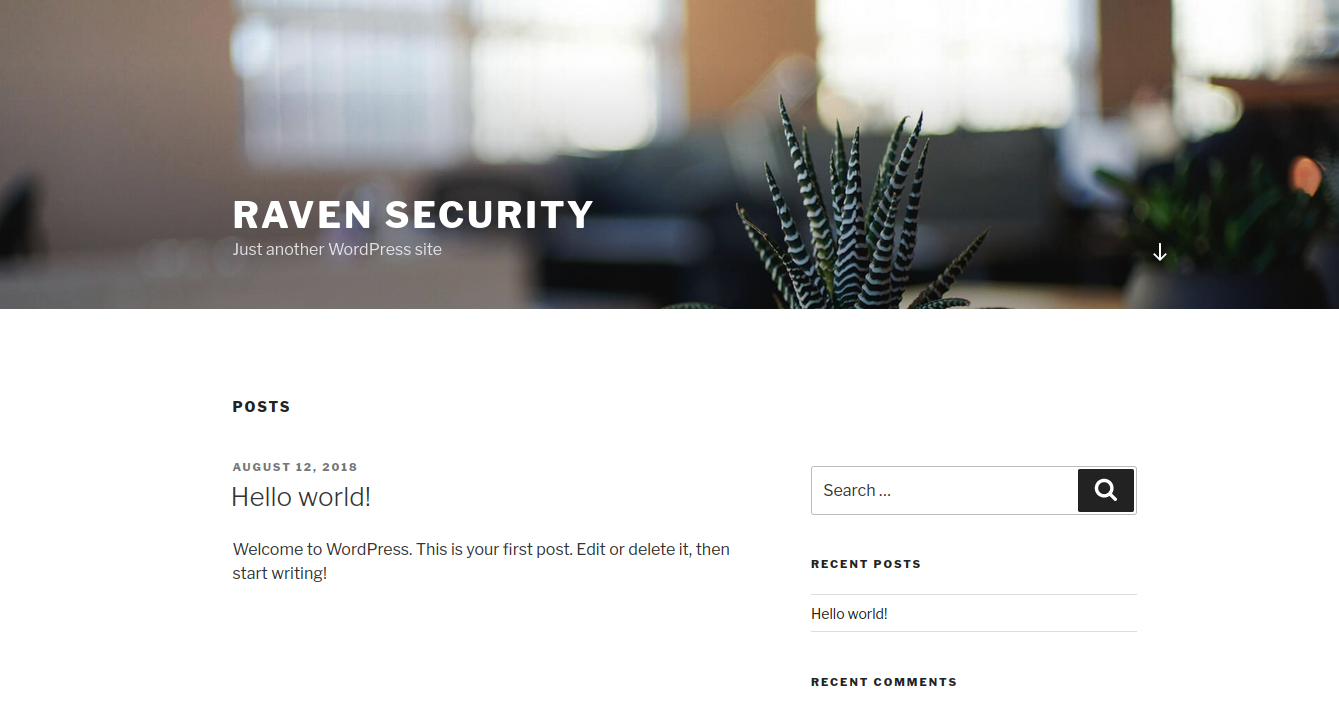 RAVEN SECURITY
Just another WordPress site
POSTS
AUGUST 12, 2018
Hello world!
Welcome to WordPress. This is your first post. Edit or delete it, then
start writing!
Search …
RECENT POSTS
Hello world!
RECENT COMMENTS